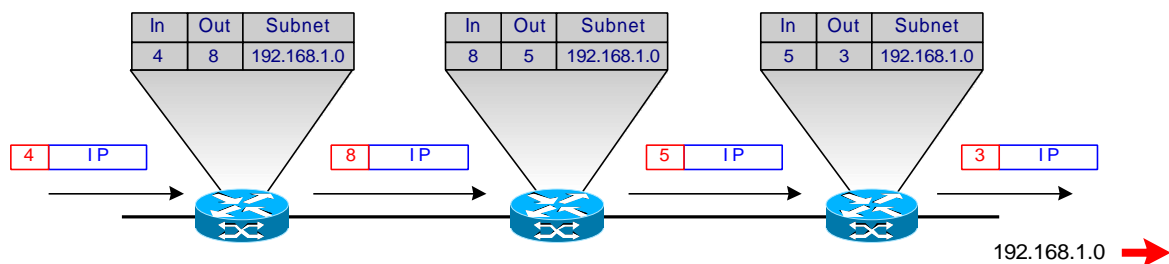 In Out Subnet
4 8 192.168.1.0
In Out Subnet
8 5 192.168.1.0
In Out Subnet
5 3 192.168.1.0
4 IP
8 IP
5 IP
3 IP
192.168.1.0